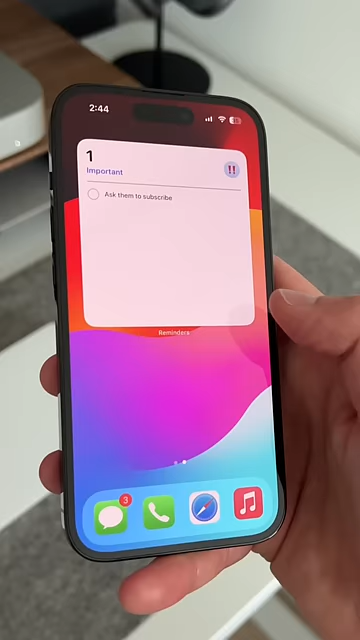 2:44
1
Important
!!
Ask them to subscribe
Reminders
3